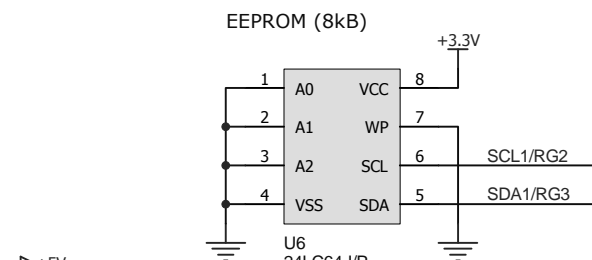 EEPROM (8kB)
+3.3V
1 A0 VCC 8
2 A1 WP 7
3 A2 SCL 6 SCL1/RG2
4 VSS SDA 5 SDA1/RG3
U6